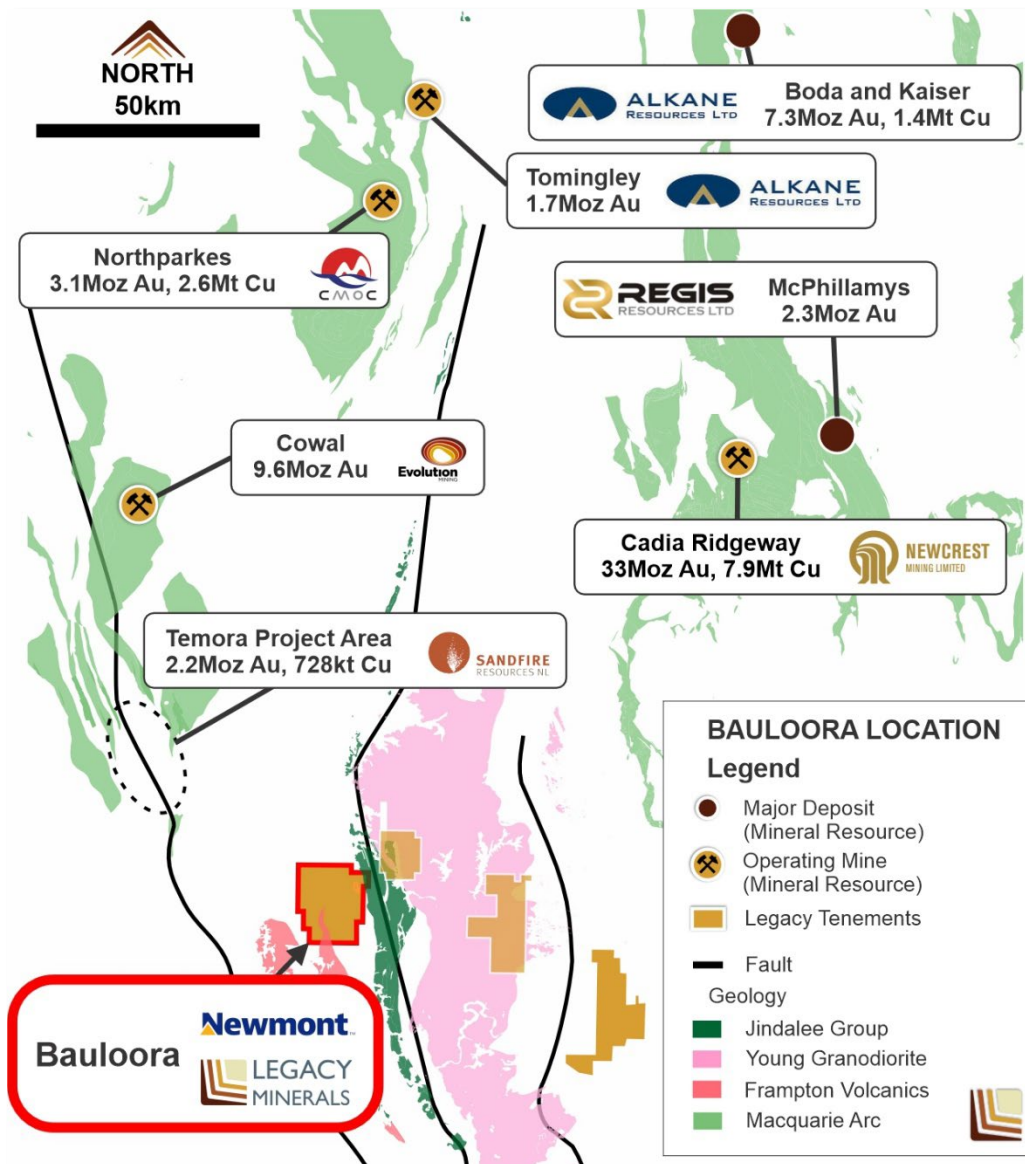 NORTH
50km
ALKANE
RESOURCES LTD
Boda and Kaiser
7.3Moz Au, 1.4Mt Cu
Tomingley
1.7Moz Au
ALKANE
RESOURCES LTD
Northparkes
3.1Moz Au, 2.6Mt Cu
CMOC
REGIS
RESOURCES LTD
McPhillamys
2.3Moz Au
Cowal
9.6Moz Au
Evolution
MINING
Cadia Ridgeway
33Moz Au, 7.9Mt Cu
NEWCREST
MINING LIMITED
Temora Project Area
2.2Moz Au, 728kt Cu
SANDFIRE
RESOURCES NL
BAULOORA LOCATION
Legend
Major Deposit
(Mineral Resource)
Operating Mine
(Mineral Resource)
Legacy Tenements
Fault
Geology
Jindalee Group
Young Granodiorite
Frampton Volcanics
Macquarie Arc
Bauloora
Newmont
LEGACY
MINERALS